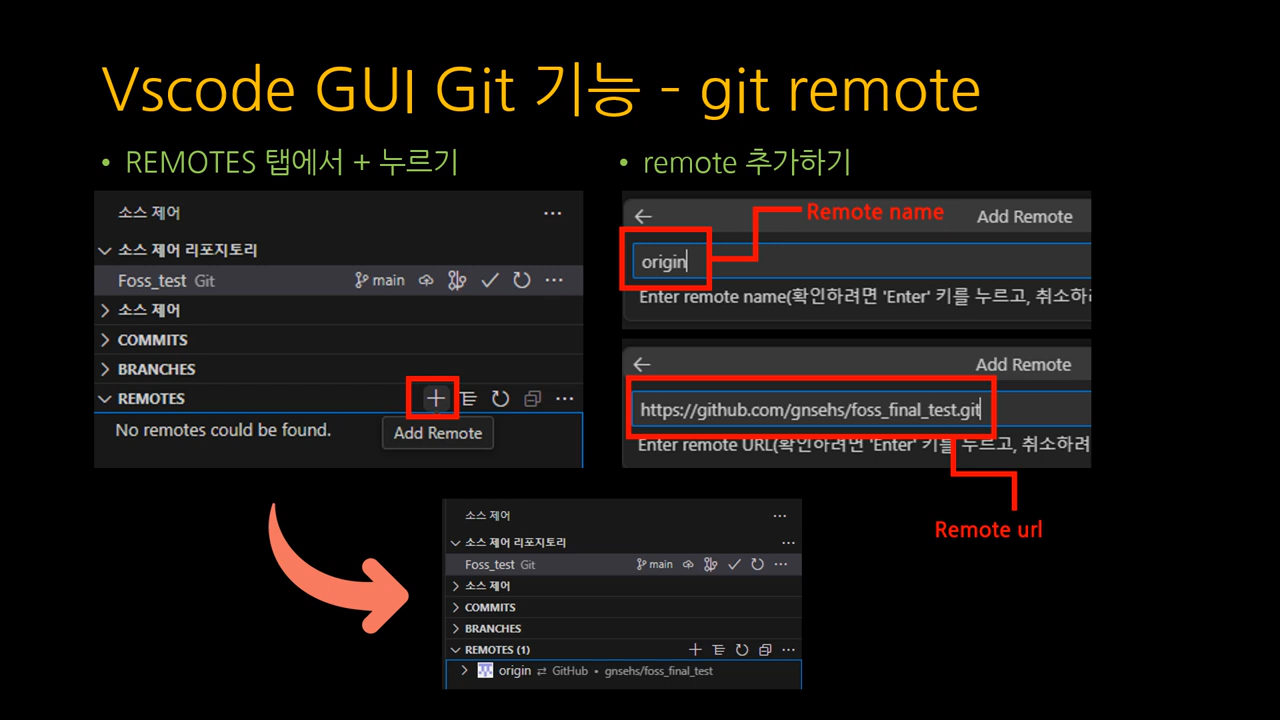 Vscode GUI Git 기능 - git remote
• REMOTES 탭에서 + 누르기
소스 제어
소스 제어 리포지토리
Foss_test Git main
소스 제어
COMMITS
BRANCHES
REMOTES
No remotes could be found.
Add Remote
• remote 추가하기
Remote name
Add Remote
origin
Enter remote name(확인하려면 'Enter' 키를 누르고, 취소하려
Add Remote
https://github.com/gnsehs/foss_final_test.git
Enter remote URL(확인하려면 'Enter' 키를 누르고, 취소하려
Remote url
소스 제어
소스 제어 리포지토리
Foss_test Git main
소스 제어
COMMITS
BRANCHES
REMOTES (1)
origin ⇄ GitHub • gnsehs/foss_final_test